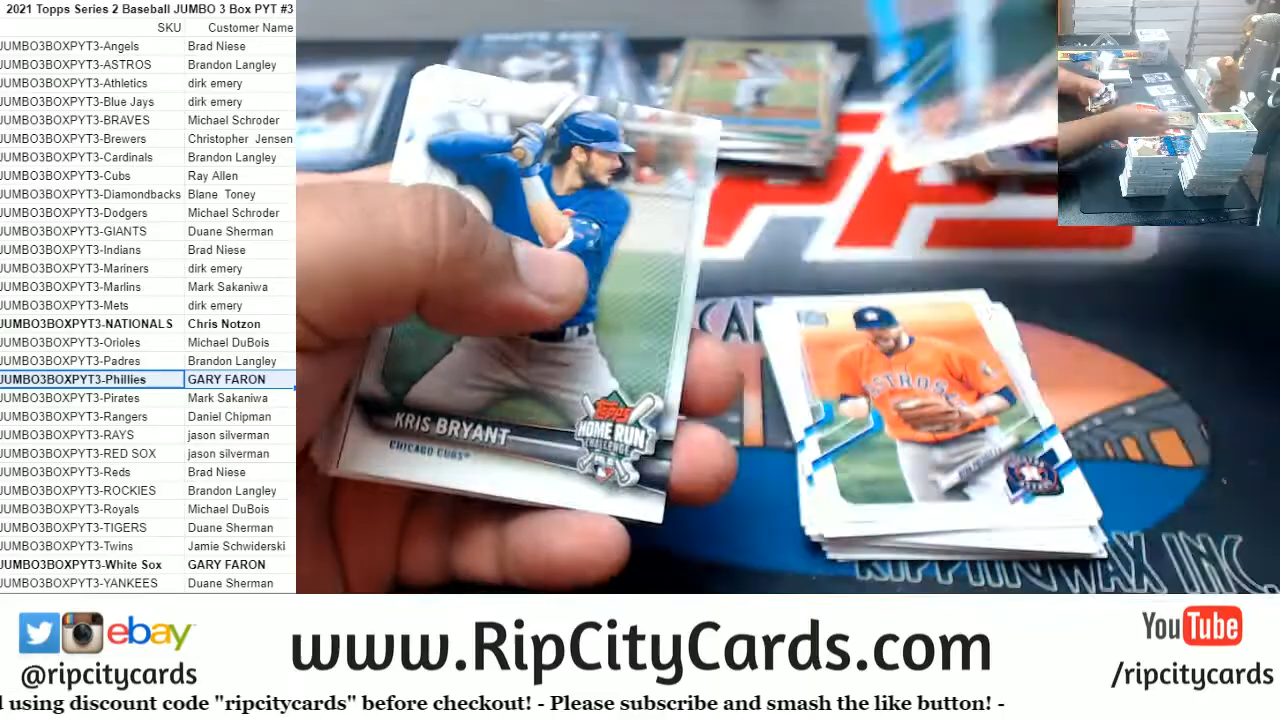 2021 Topps Series 2 Baseball JUMBO 3 Box PYT #3
SKU Customer Name
JUMBO3BOXPYT3-Angels Brad Niese
JUMBO3BOXPYT3-ASTROS Brandon Langley
JUMBO3BOXPYT3-Athletics dirk emery
JUMBO3BOXPYT3-Blue Jays dirk emery
JUMBO3BOXPYT3-BRAVES Michael Schroder
JUMBO3BOXPYT3-Brewers Christopher Jensen
JUMBO3BOXPYT3-Cardinals Brandon Langley
JUMBO3BOXPYT3-Cubs Ray Allen
JUMBO3BOXPYT3-Diamondbacks Blane Toney
JUMBO3BOXPYT3-Dodgers Michael Schroder
JUMBO3BOXPYT3-GIANTS Duane Sherman
JUMBO3BOXPYT3-Indians Brad Niese
JUMBO3BOXPYT3-Mariners dirk emery
JUMBO3BOXPYT3-Marlins Mark Sakaniwa
JUMBO3BOXPYT3-Mets dirk emery
JUMBO3BOXPYT3-NATIONALS Chris Notzon
JUMBO3BOXPYT3-Orioles Michael DuBois
JUMBO3BOXPYT3-Padres Brandon Langley
JUMBO3BOXPYT3-Phillies GARY FARON
JUMBO3BOXPYT3-Pirates Mark Sakaniwa
JUMBO3BOXPYT3-Rangers Daniel Chipman
JUMBO3BOXPYT3-RAYS jason silverman
JUMBO3BOXPYT3-RED SOX jason silverman
JUMBO3BOXPYT3-Reds Brad Niese
JUMBO3BOXPYT3-ROCKIES Brandon Langley
JUMBO3BOXPYT3-Royals Michael DuBois
JUMBO3BOXPYT3-TIGERS Duane Sherman
JUMBO3BOXPYT3-Twins Jamie Schwiderski
JUMBO3BOXPYT3-White Sox GARY FARON
JUMBO3BOXPYT3-YANKEES Duane Sherman
WHITE SOX
KRIS BRYANT
CHICAGO CUBS
Topps
HOME RUN
CHALLENGE
ASTROS
RIPPINWAX INC.
ebay
@ripcitycards
www.RipCityCards.com
YouTube
/ripcitycards
using discount code "ripcitycards" before checkout! - Please subscribe and smash the like button! -